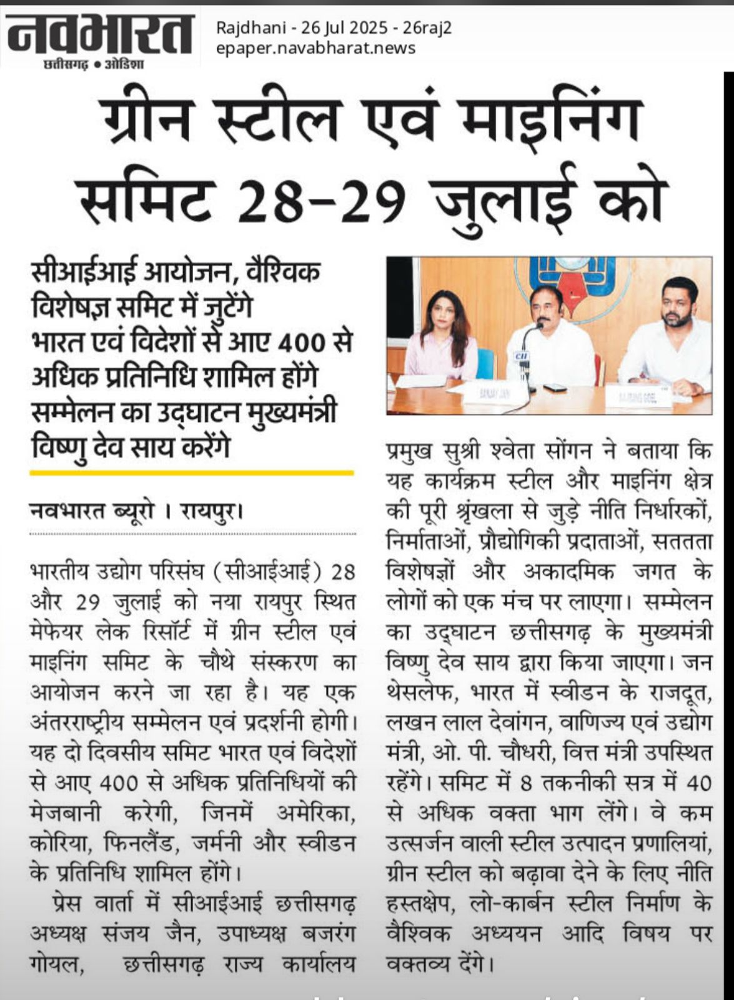 नवभारत
छत्तीसगढ़ • ओडिशा
Rajdhani - 26 Jul 2025 - 26raj2
epaper.navabharat.news
ग्रीन स्टील एवं माइनिंग
समिट 28-29 जुलाई को
सीआईआई आयोजन, वैश्विक
विशेषज्ञ समिट में जुटेंगे
भारत एवं विदेशों से आए 400 से
अधिक प्रतिनिधि शामिल होंगे
सम्मेलन का उद्घाटन मुख्यमंत्री
विष्णु देव साय करेंगे
नवभारत ब्यूरो । रायपुर।
भारतीय उद्योग परिसंघ (सीआईआई) 28
और 29 जुलाई को नया रायपुर स्थित
मेफेयर लेक रिसॉर्ट में ग्रीन स्टील एवं
माइनिंग समिट के चौथे संस्करण का
आयोजन करने जा रहा है। यह एक
अंतरराष्ट्रीय सम्मेलन एवं प्रदर्शनी होगी।
यह दो दिवसीय समिट भारत एवं विदेशों
से आए 400 से अधिक प्रतिनिधियों की
मेजबानी करेगी, जिनमें अमेरिका,
कोरिया, फिनलैंड, जर्मनी और स्वीडन
के प्रतिनिधि शामिल होंगे।
प्रेस वार्ता में सीआईआई छत्तीसगढ़
अध्यक्ष संजय जैन, उपाध्यक्ष बजरंग
गोयल, छत्तीसगढ़ राज्य कार्यालय
CII
SANJAY JAIN
BAJRANG GOEL
प्रमुख सुश्री श्वेता सोंगन ने बताया कि
यह कार्यक्रम स्टील और माइनिंग क्षेत्र
की पूरी श्रृंखला से जुड़े नीति निर्धारकों,
निर्माताओं, प्रौद्योगिकी प्रदाताओं, सततता
विशेषज्ञों और अकादमिक जगत के
लोगों को एक मंच पर लाएगा। सम्मेलन
का उद्घाटन छत्तीसगढ़ के मुख्यमंत्री
विष्णु देव साय द्वारा किया जाएगा। जन
थेसलेफ, भारत में स्वीडन के राजदूत,
लखन लाल देवांगन, वाणिज्य एवं उद्योग
मंत्री, ओ. पी. चौधरी, वित्त मंत्री उपस्थित
रहेंगे। समिट में 8 तकनीकी सत्र में 40
से अधिक वक्ता भाग लेंगे। वे कम
उत्सर्जन वाली स्टील उत्पादन प्रणालियां,
ग्रीन स्टील को बढ़ावा देने के लिए नीति
हस्तक्षेप, लो-कार्बन स्टील निर्माण के
वैश्विक अध्ययन आदि विषय पर
वक्तव्य देंगे।